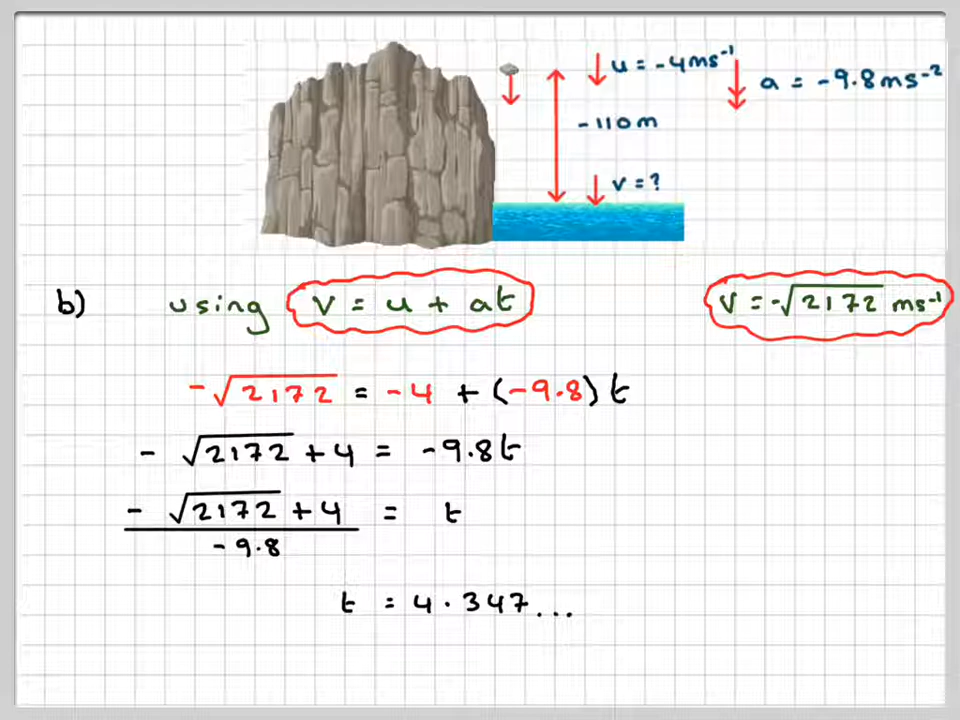 u = -4ms⁻¹
a = -9.8ms⁻²
-110m
v = ?
b) using v = u + at
v = -√2172 ms⁻¹
-√2172 = -4 + (-9.8)t
- √2172 + 4 = -9.8t
- √2172 + 4 = t
-9.8
t = 4.347...